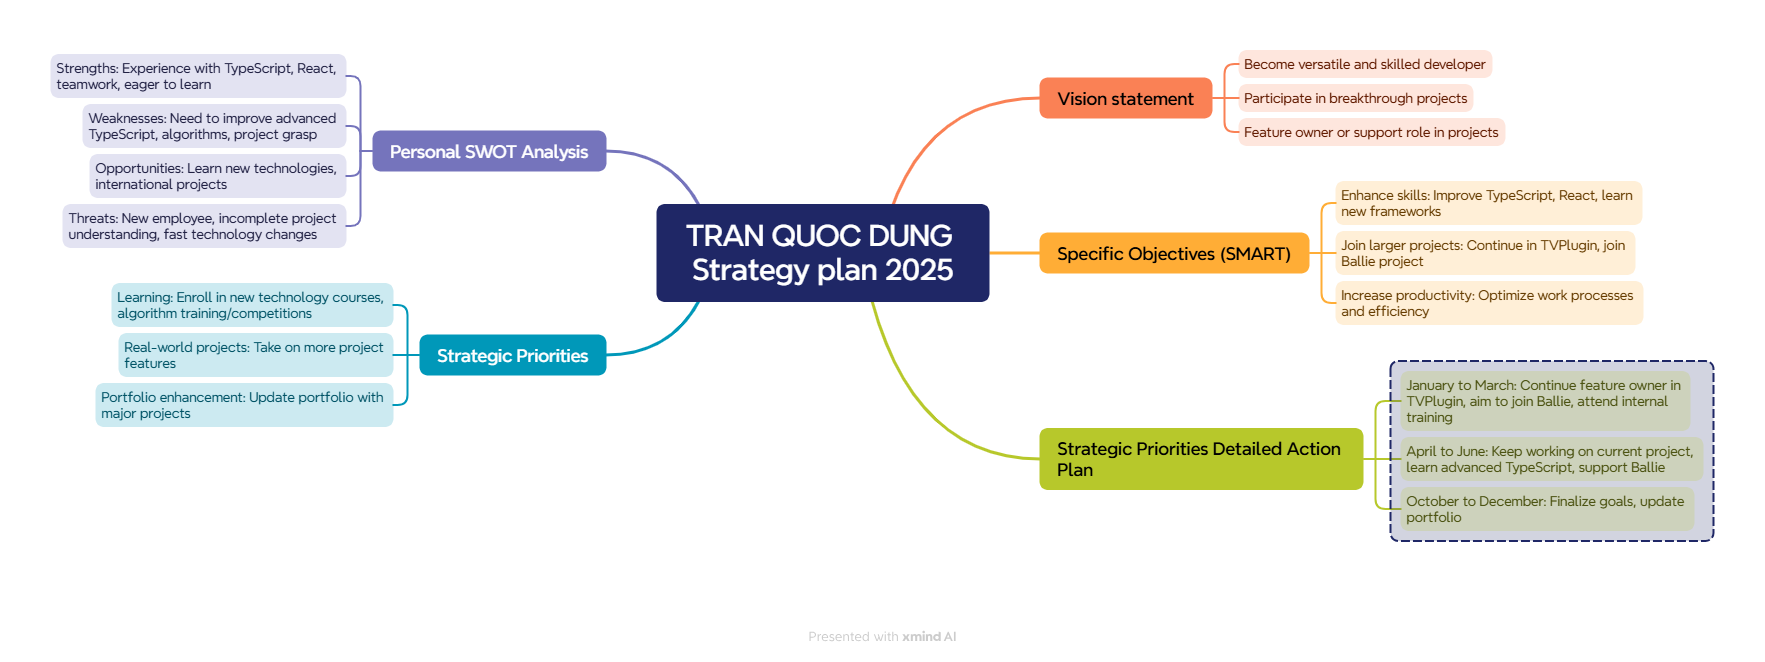 TRAN QUOC DUNG
Strategy plan 2025
Vision statement
Become versatile and skilled developer
Participate in breakthrough projects
Feature owner or support role in projects
Specific Objectives (SMART)
Enhance skills: Improve TypeScript, React, learn
new frameworks
Join larger projects: Continue in TVPlugin, join
Ballie project
Increase productivity: Optimize work processes
and efficiency
Strategic Priorities Detailed Action
Plan
January to March: Continue feature owner in
TVPlugin, aim to join Ballie, attend internal
training
April to June: Keep working on current project,
learn advanced TypeScript, support Ballie
October to December: Finalize goals, update
portfolio
Personal SWOT Analysis
Strengths: Experience with TypeScript, React,
teamwork, eager to learn
Weaknesses: Need to improve advanced
TypeScript, algorithms, project grasp
Opportunities: Learn new technologies,
international projects
Threats: New employee, incomplete project
understanding, fast technology changes
Strategic Priorities
Learning: Enroll in new technology courses,
algorithm training/competitions
Real-world projects: Take on more project
features
Portfolio enhancement: Update portfolio with
major projects
Presented with xmind AI